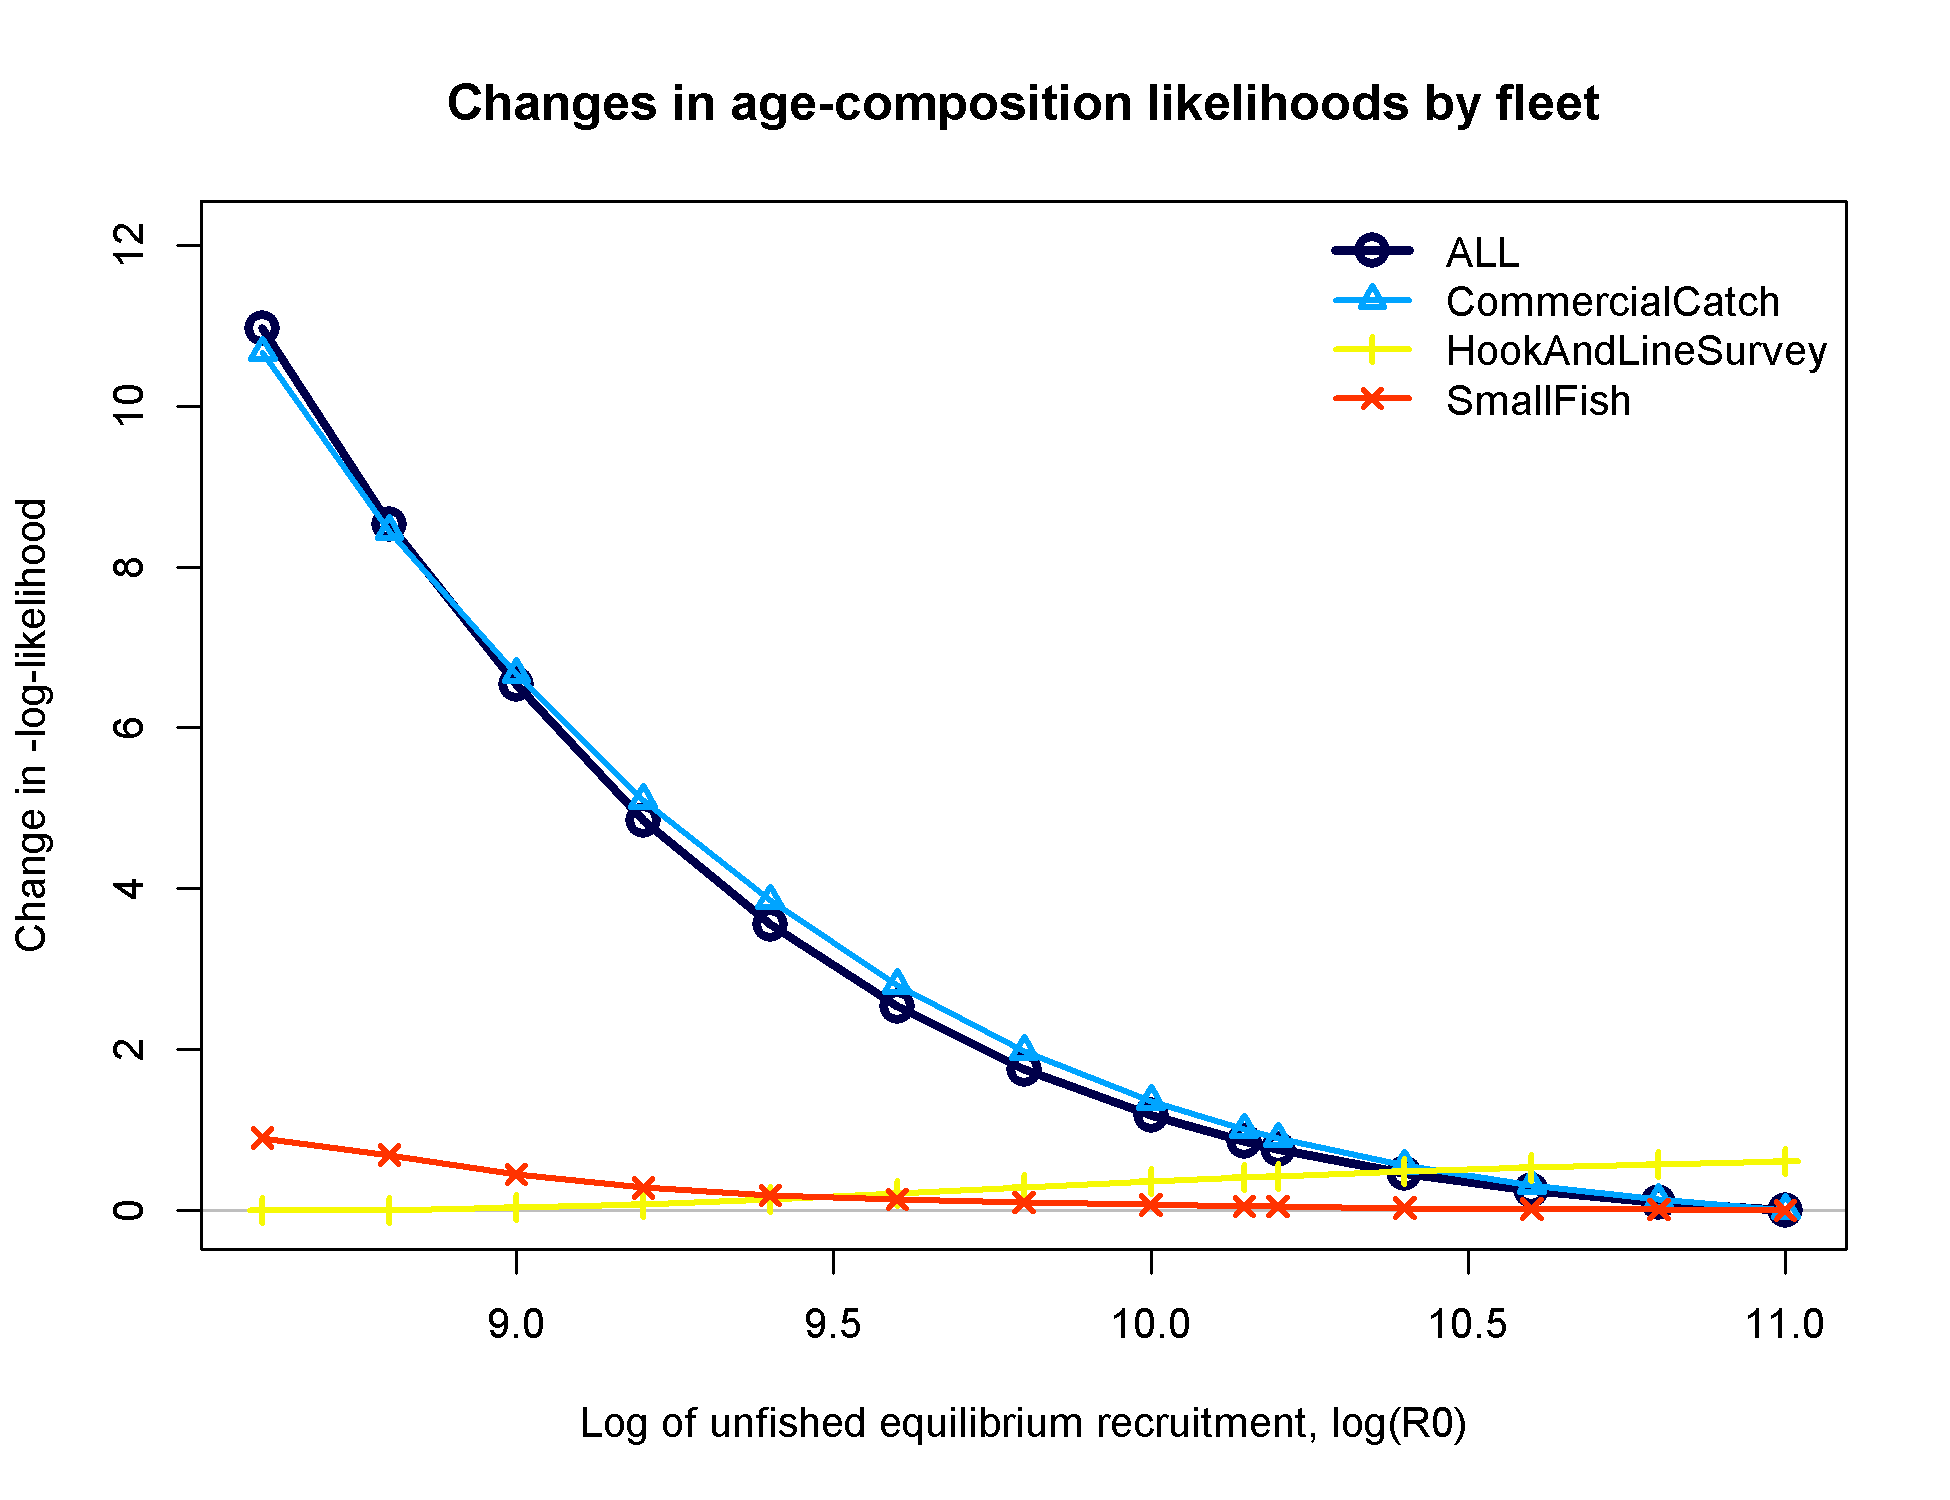 Changes in age-composition likelihoods by fleet
12
10
8
6
4
2
0
Change in -log-likelihood
ALL
CommercialCatch
HookAndLineSurvey
SmallFish
9.0 9.5 10.0 10.5 11.0
Log of unfished equilibrium recruitment, log(R0)